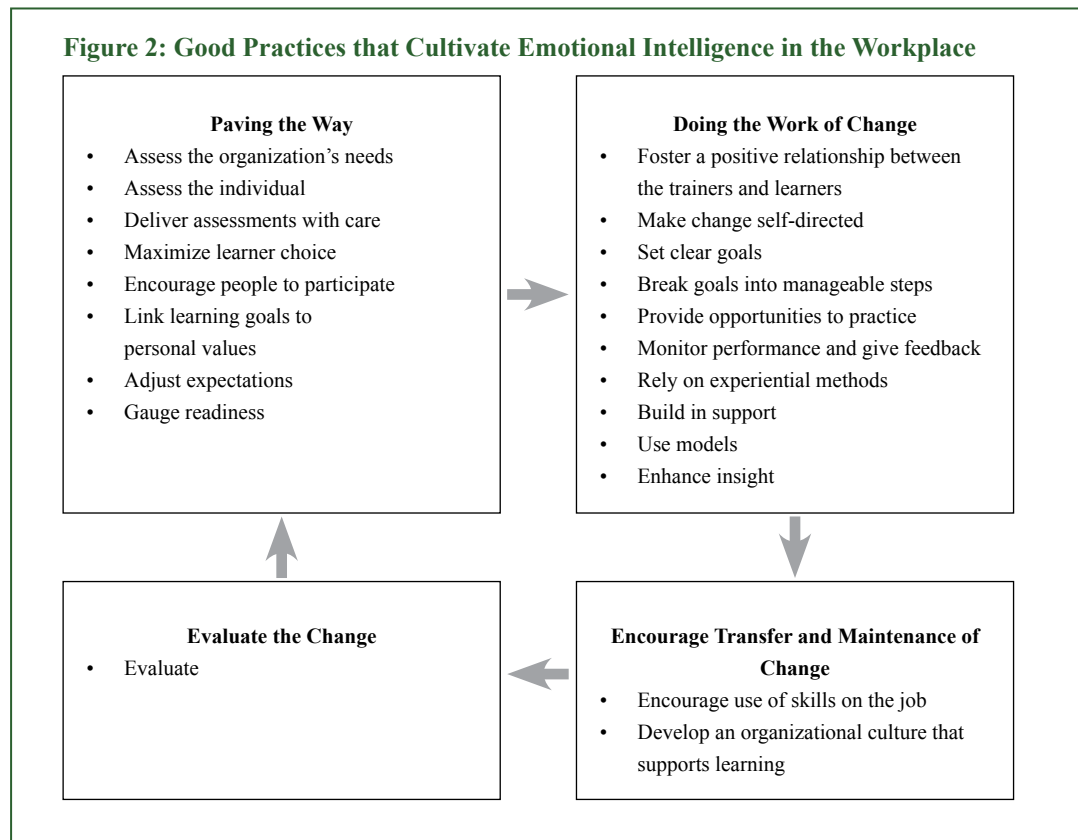 Figure 2: Good Practices that Cultivate Emotional Intelligence in the Workplace
Paving the Way
• Assess the organization’s needs
• Assess the individual
• Deliver assessments with care
• Maximize learner choice
• Encourage people to participate
• Link learning goals to
personal values
• Adjust expectations
• Gauge readiness
Doing the Work of Change
• Foster a positive relationship between
the trainers and learners
• Make change self-directed
• Set clear goals
• Break goals into manageable steps
• Provide opportunities to practice
• Monitor performance and give feedback
• Rely on experiential methods
• Build in support
• Use models
• Enhance insight
Evaluate the Change
• Evaluate
Encourage Transfer and Maintenance of
Change
• Encourage use of skills on the job
• Develop an organizational culture that
supports learning